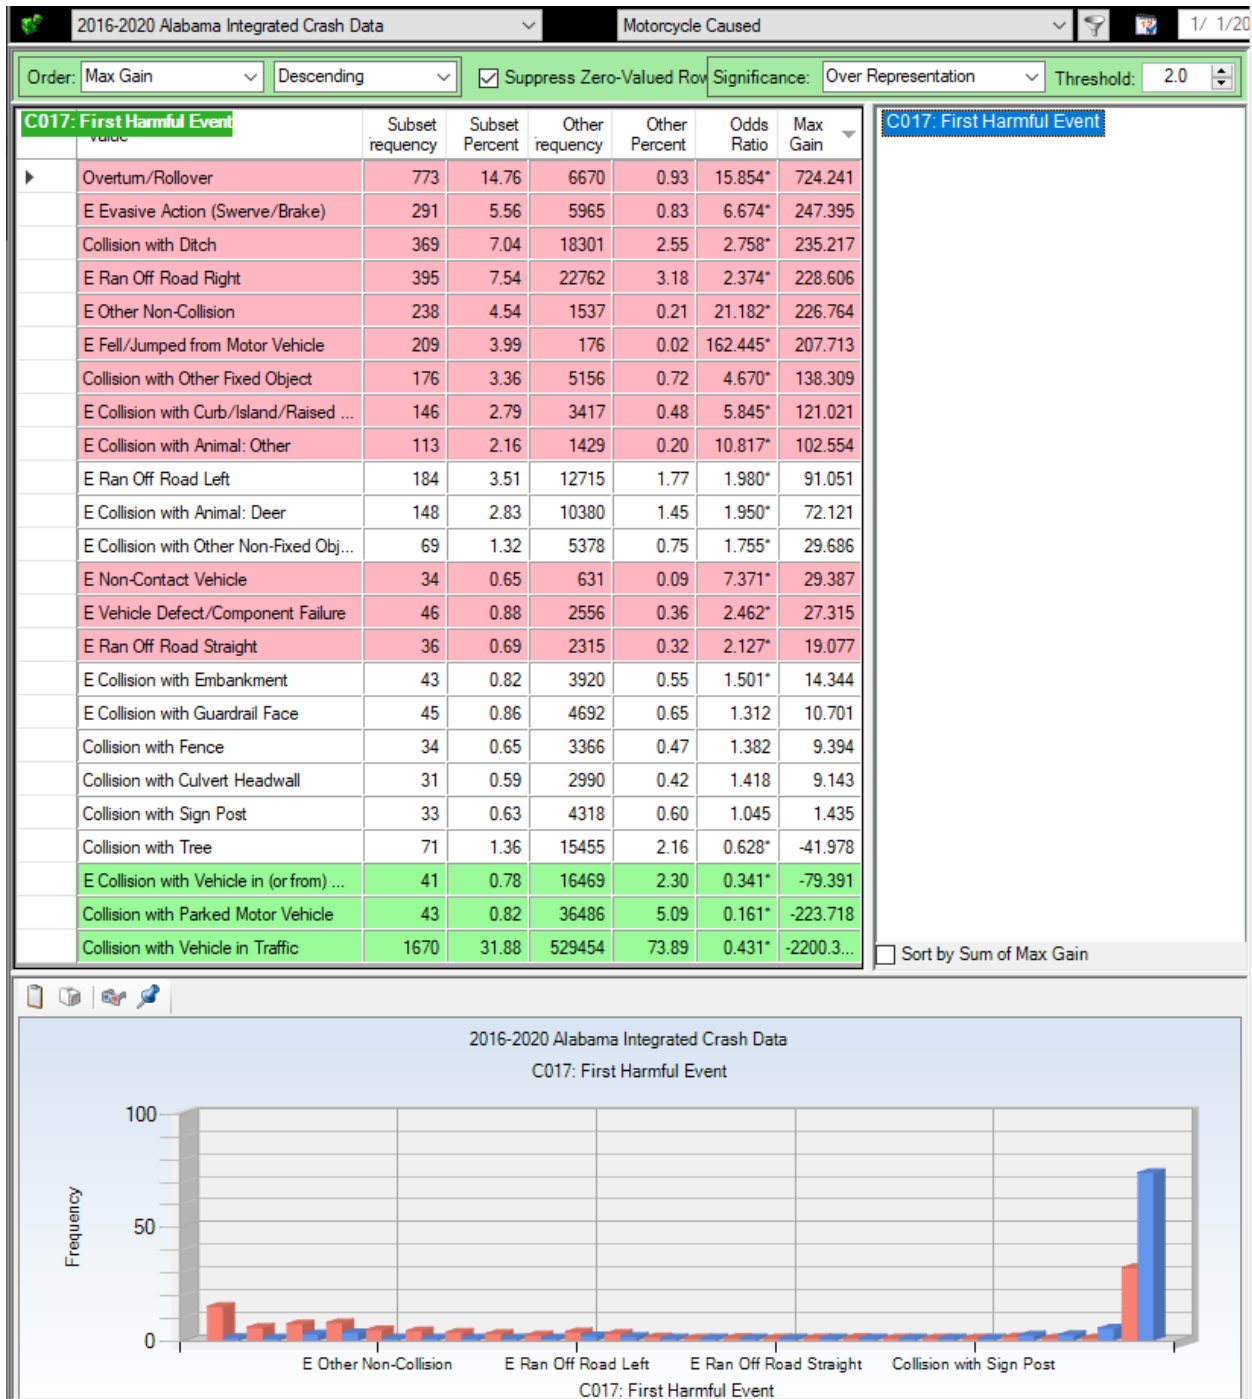 2016-2020 Alabama Integrated Crash Data Motorcycle Caused 1/ 1/20
Order: Max Gain Descending Suppress Zero-Valued Rov Significance: Over Representation Threshold: 2.0
C017: First Harmful Event Subset Subset Other Other Odds Max C017: First Harmful Event
requency Percent requency Percent Ratio Gain
Overturn/Rollover 773 14.76 6670 0.93 15.854* 724.241
E Evasive Action (Swerve/Brake) 291 5.56 5965 0.83 6.674* 247.395
Collision with Ditch 369 7.04 18301 2.55 2.758* 235.217
E Ran Off Road Right 395 7.54 22762 3.18 2.374* 228.606
E Other Non-Collision 238 4.54 1537 0.21 21.182* 226.764
E Fell/Jumped from Motor Vehicle 209 3.99 176 0.02 162.445* 207.713
Collision with Other Fixed Object 176 3.36 5156 0.72 4.670* 138.309
E Collision with Curb/Island/Raised ... 146 2.79 3417 0.48 5.845* 121.021
E Collision with Animal: Other 113 2.16 1429 0.20 10.817* 102.554
E Ran Off Road Left 184 3.51 12715 1.77 1.980* 91.051
E Collision with Animal: Deer 148 2.83 10380 1.45 1.950* 72.121
E Collision with Other Non-Fixed Obj... 69 1.32 5378 0.75 1.755* 29.686
E Non-Contact Vehicle 34 0.65 631 0.09 7.371* 29.387
E Vehicle Defect/Component Failure 46 0.88 2556 0.36 2.462* 27.315
E Ran Off Road Straight 36 0.69 2315 0.32 2.127* 19.077
E Collision with Embankment 43 0.82 3920 0.55 1.501* 14.344
E Collision with Guardrail Face 45 0.86 4692 0.65 1.312 10.701
Collision with Fence 34 0.65 3366 0.47 1.382 9.394
Collision with Culvert Headwall 31 0.59 2990 0.42 1.418 9.143
Collision with Sign Post 33 0.63 4318 0.60 1.045 1.435
Collision with Tree 71 1.36 15455 2.16 0.628* -41.978
E Collision with Vehicle in (or from) ... 41 0.78 16469 2.30 0.341* -79.391
Collision with Parked Motor Vehicle 43 0.82 36486 5.09 0.161* -223.718
Collision with Vehicle in Traffic 1670 31.88 529454 73.89 0.431* -2200.3...
Sort by Sum of Max Gain
2016-2020 Alabama Integrated Crash Data
C017: First Harmful Event
100
50
0
Frequency
E Other Non-Collision E Ran Off Road Left E Ran Off Road Straight Collision with Sign Post
C017: First Harmful Event